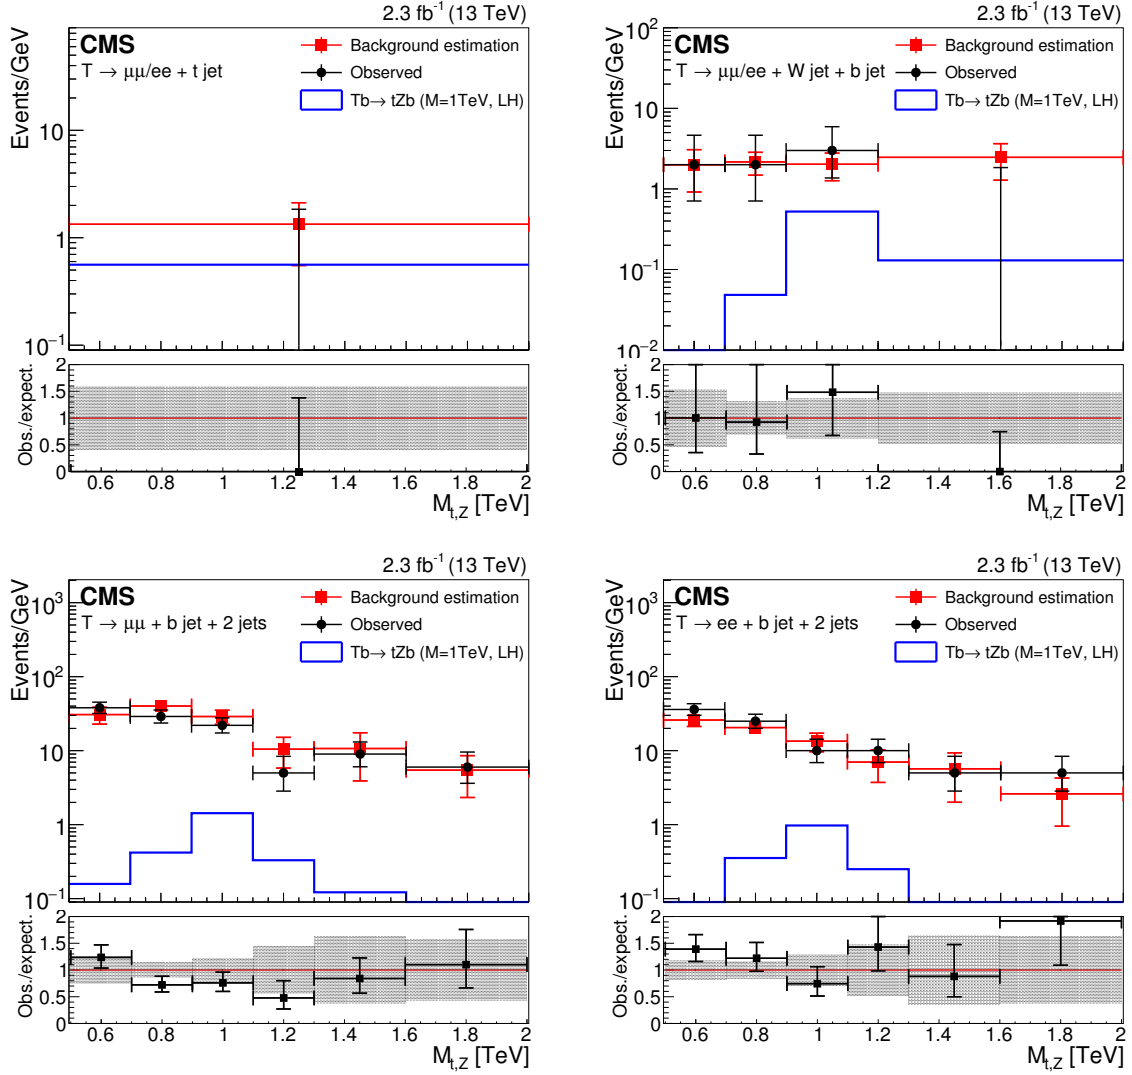 2.3 fb⁻¹ (13 TeV)
CMS
T → μμ/ee + t jet
Background estimation
Observed
Tb→ tZb (M=1TeV, LH)
Events/GeV
10
1
10⁻¹
Obs./expect.
2
1.5
1
0.5
0
0.6 0.8 1 1.2 1.4 1.6 1.8 2
M_{t,Z} [TeV]
2.3 fb⁻¹ (13 TeV)
CMS
T → μμ/ee + W jet + b jet
Background estimation
Observed
Tb→ tZb (M=1TeV, LH)
Events/GeV
10²
10
1
10⁻¹
10⁻²
Obs./expect.
2
1.5
1
0.5
0
0.6 0.8 1 1.2 1.4 1.6 1.8 2
M_{t,Z} [TeV]
2.3 fb⁻¹ (13 TeV)
CMS
T → μμ + b jet + 2 jets
Background estimation
Observed
Tb→ tZb (M=1TeV, LH)
Events/GeV
10³
10²
10
1
10⁻¹
Obs./expect.
2
1.5
1
0.5
0
0.6 0.8 1 1.2 1.4 1.6 1.8 2
M_{t,Z} [TeV]
2.3 fb⁻¹ (13 TeV)
CMS
T → ee + b jet + 2 jets
Background estimation
Observed
Tb→ tZb (M=1TeV, LH)
Events/GeV
10³
10²
10
1
10⁻¹
Obs./expect.
2
1.5
1
0.5
0
0.6 0.8 1 1.2 1.4 1.6 1.8 2
M_{t,Z} [TeV]